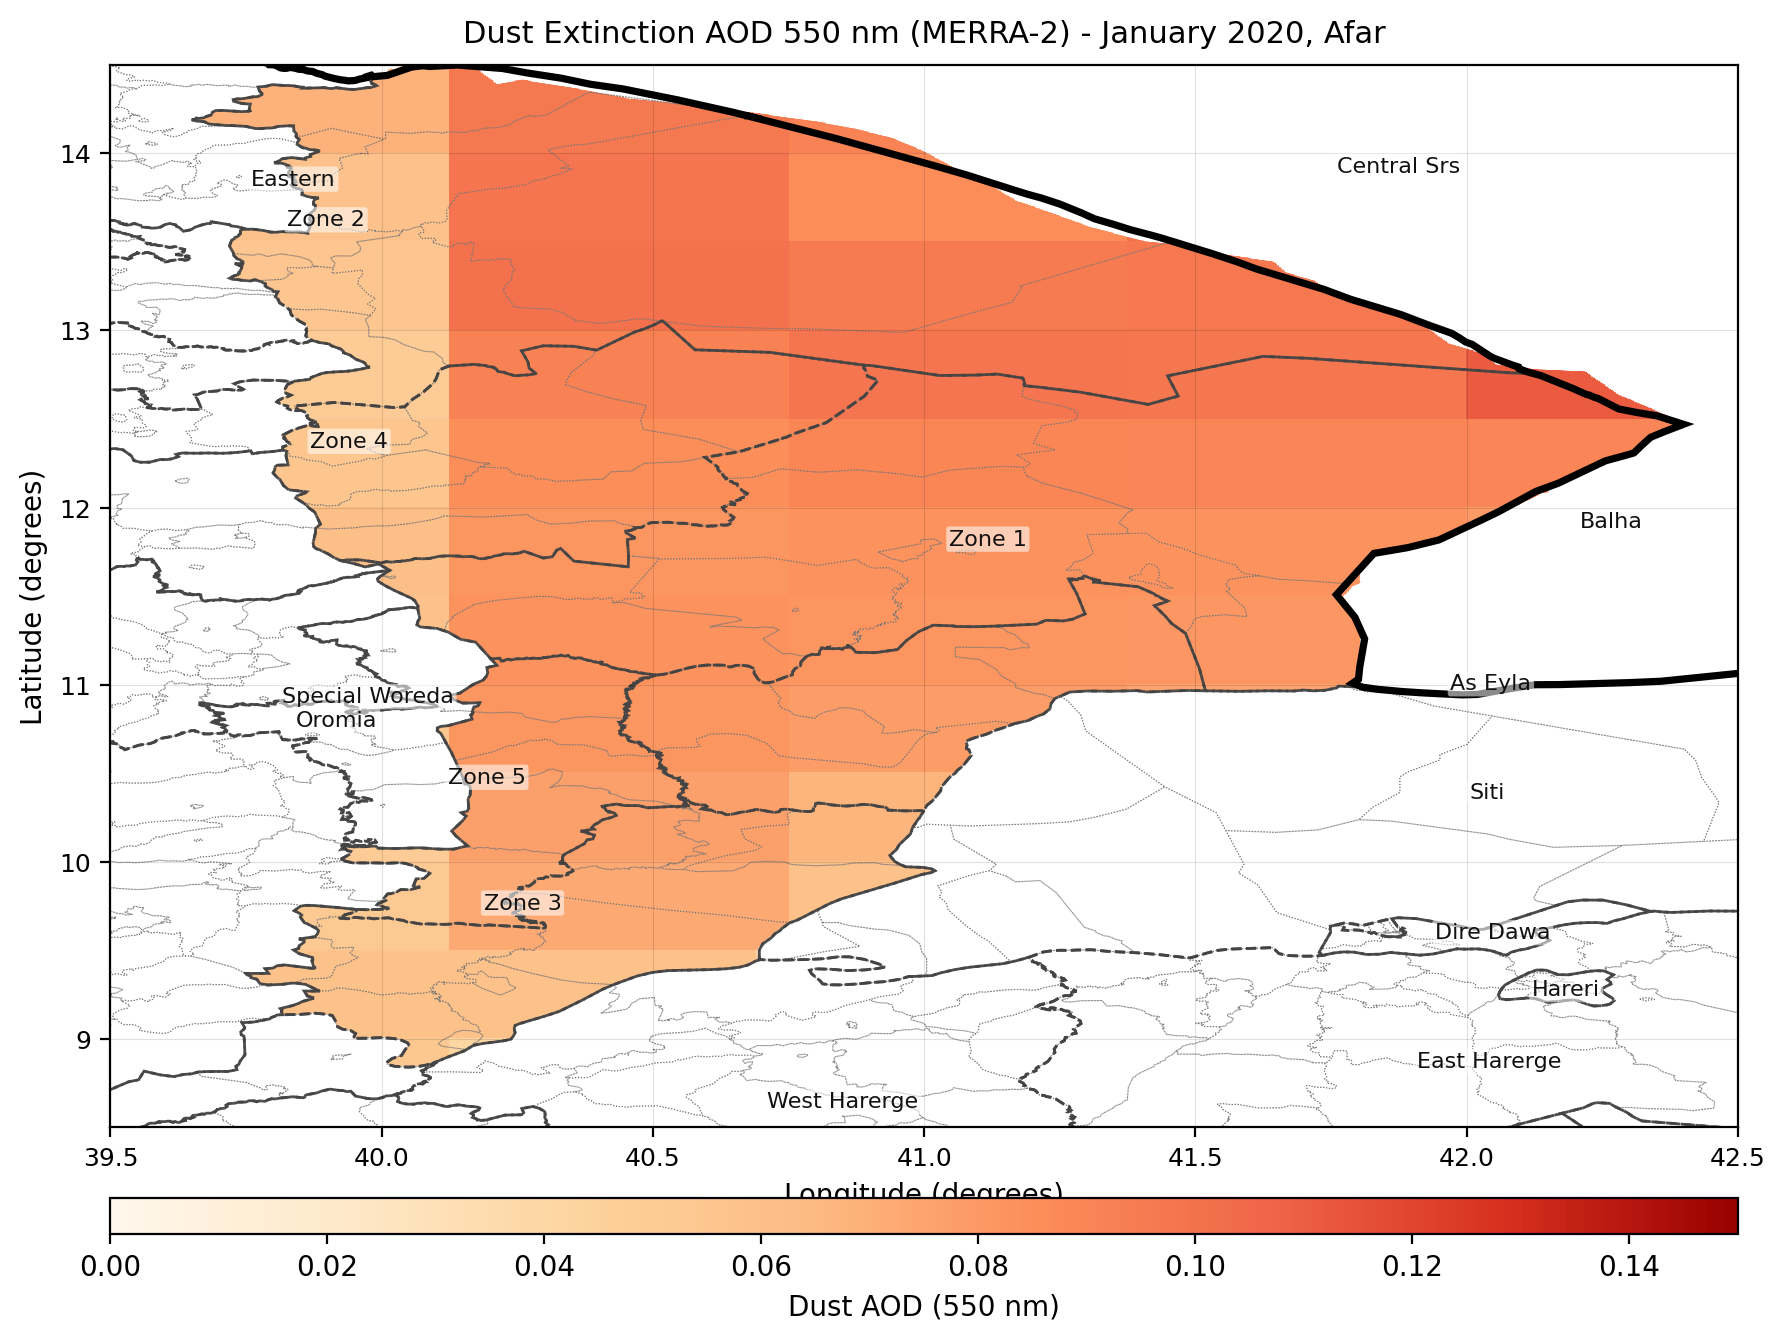 Dust Extinction AOD 550 nm (MERRA-2) - January 2020, Afar
Latitude (degrees)
14
13
12
11
10
9
Central Srs
Eastern
Zone 2
Zone 4
Balha
Zone 1
As Eyla
Special Woreda
Oromia
Zone 5
Siti
Zone 3
Dire Dawa
Hareri
East Harerge
West Harerge
39.5 40.0 40.5 41.0 41.5 42.0 42.5
Longitude (degrees)
0.00 0.02 0.04 0.06 0.08 0.10 0.12 0.14
Dust AOD (550 nm)